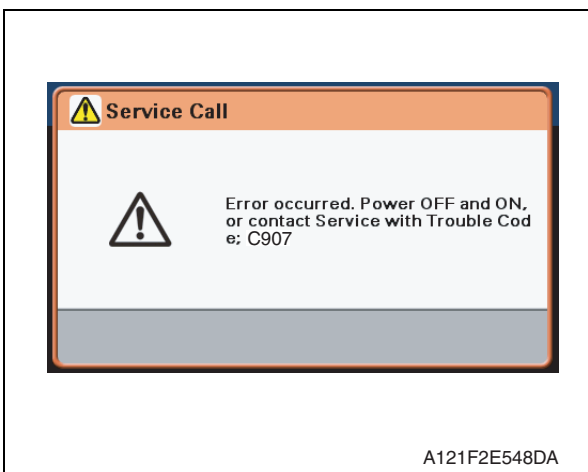 Service Call
Error occurred. Power OFF and ON,
or contact Service with Trouble Cod
e; C907
A121F2E548DA